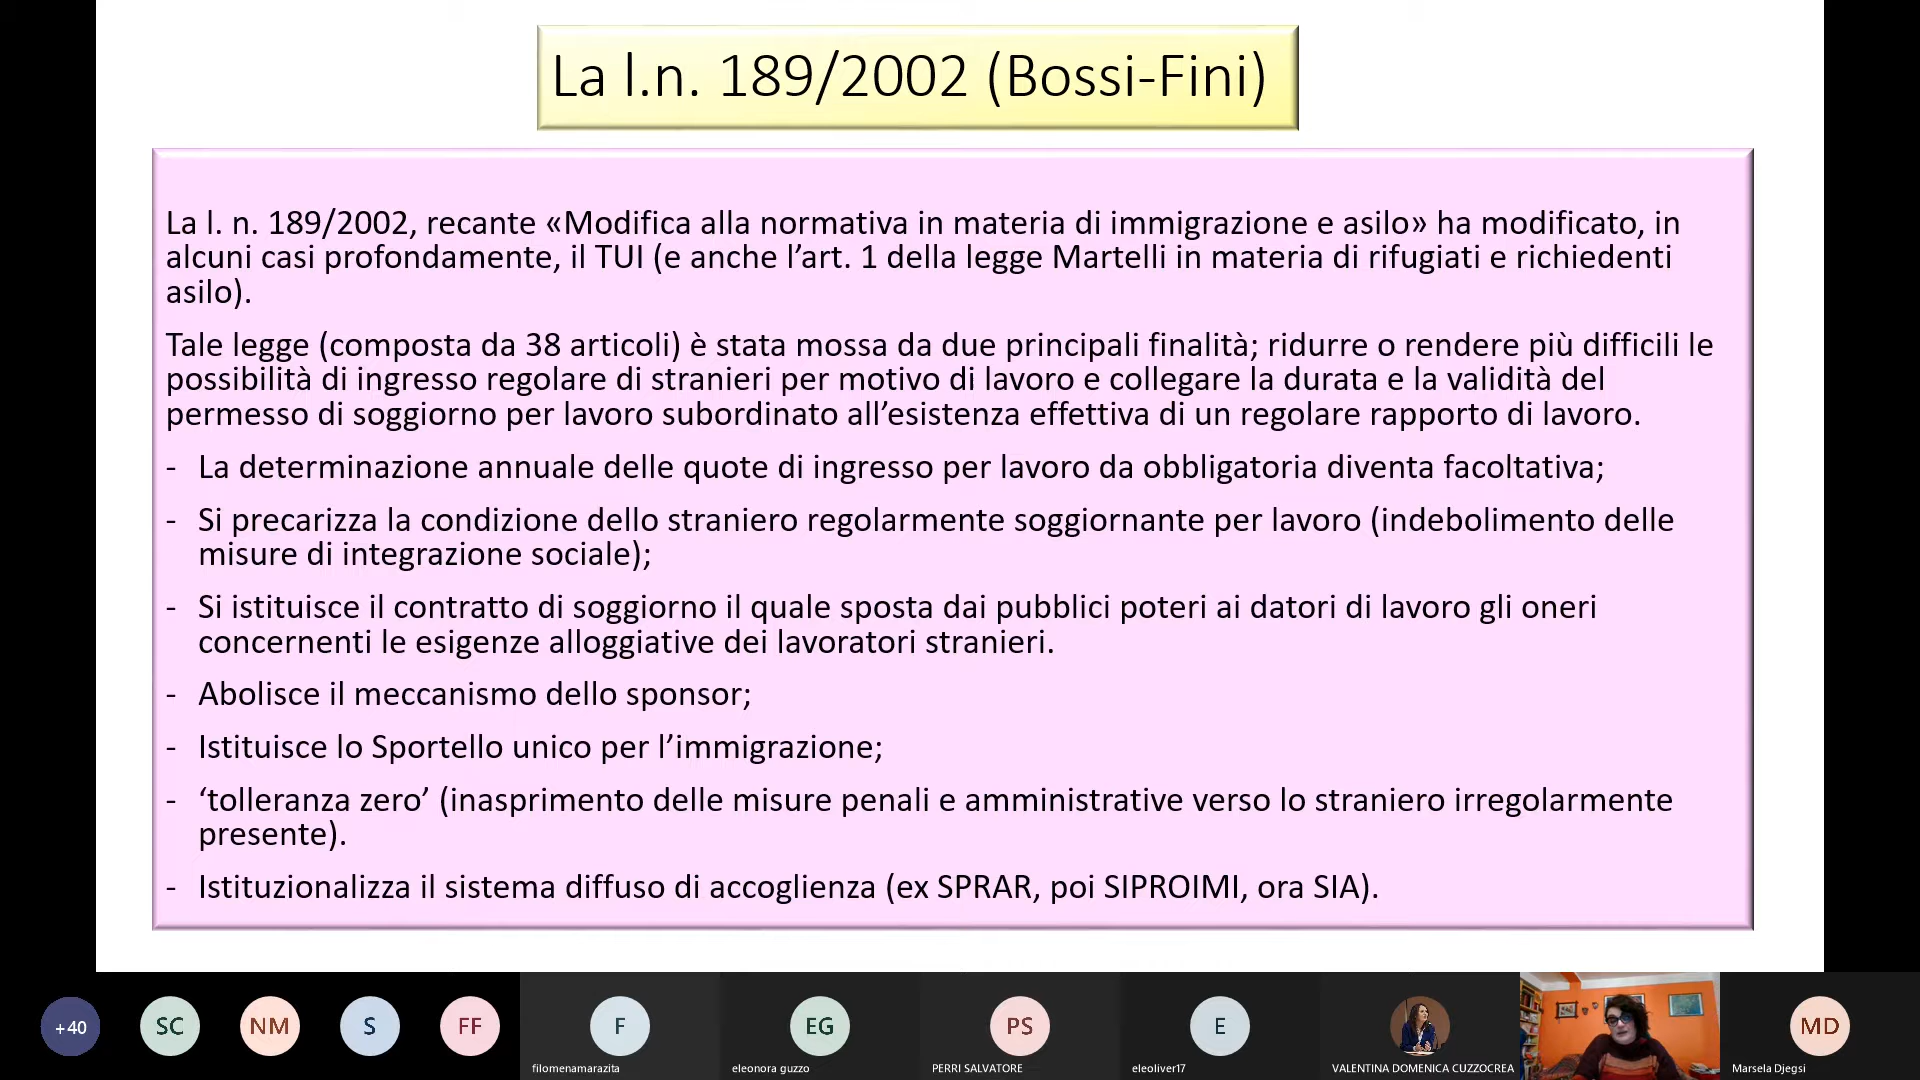 La l.n. 189/2002 (Bossi-Fini)
La l. n. 189/2002, recante «Modifica alla normativa in materia di immigrazione e asilo» ha modificato, in
alcuni casi profondamente, il TUI (e anche l’art. 1 della legge Martelli in materia di rifugiati e richiedenti
asilo).
Tale legge (composta da 38 articoli) è stata mossa da due principali finalità; ridurre o rendere più difficili le
possibilità di ingresso regolare di stranieri per motivo di lavoro e collegare la durata e la validità del
permesso di soggiorno per lavoro subordinato all’esistenza effettiva di un regolare rapporto di lavoro.
- La determinazione annuale delle quote di ingresso per lavoro da obbligatoria diventa facoltativa;
- Si precarizza la condizione dello straniero regolarmente soggiornante per lavoro (indebolimento delle
misure di integrazione sociale);
- Si istituisce il contratto di soggiorno il quale sposta dai pubblici poteri ai datori di lavoro gli oneri
concernenti le esigenze alloggiative dei lavoratori stranieri.
- Abolisce il meccanismo dello sponsor;
- Istituisce lo Sportello unico per l’immigrazione;
- ‘tolleranza zero’ (inasprimento delle misure penali e amministrative verso lo straniero irregolarmente
presente).
- Istituzionalizza il sistema diffuso di accoglienza (ex SPRAR, poi SIPROIMI, ora SIA).
+40 SC NM S FF F EG PS E MD
filomenamarazita eleonora guzzo PERRI SALVATORE eleoliver17 VALENTINA DOMENICA CUZZOCREA Marsela Djegsi